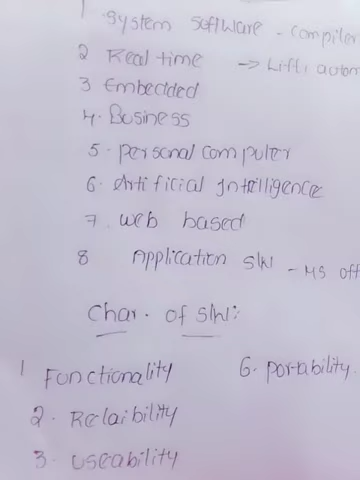 1 System Software - Compiler
2 Real time -> Lift, autom
3 Embedded
4. Business
5. personal computer
6. Artificial Intelligence
7. web based
8 Application S/W - MS off
Char. of S/W:
1 Functionality 6. portability
2. Relaibility
3. Useability